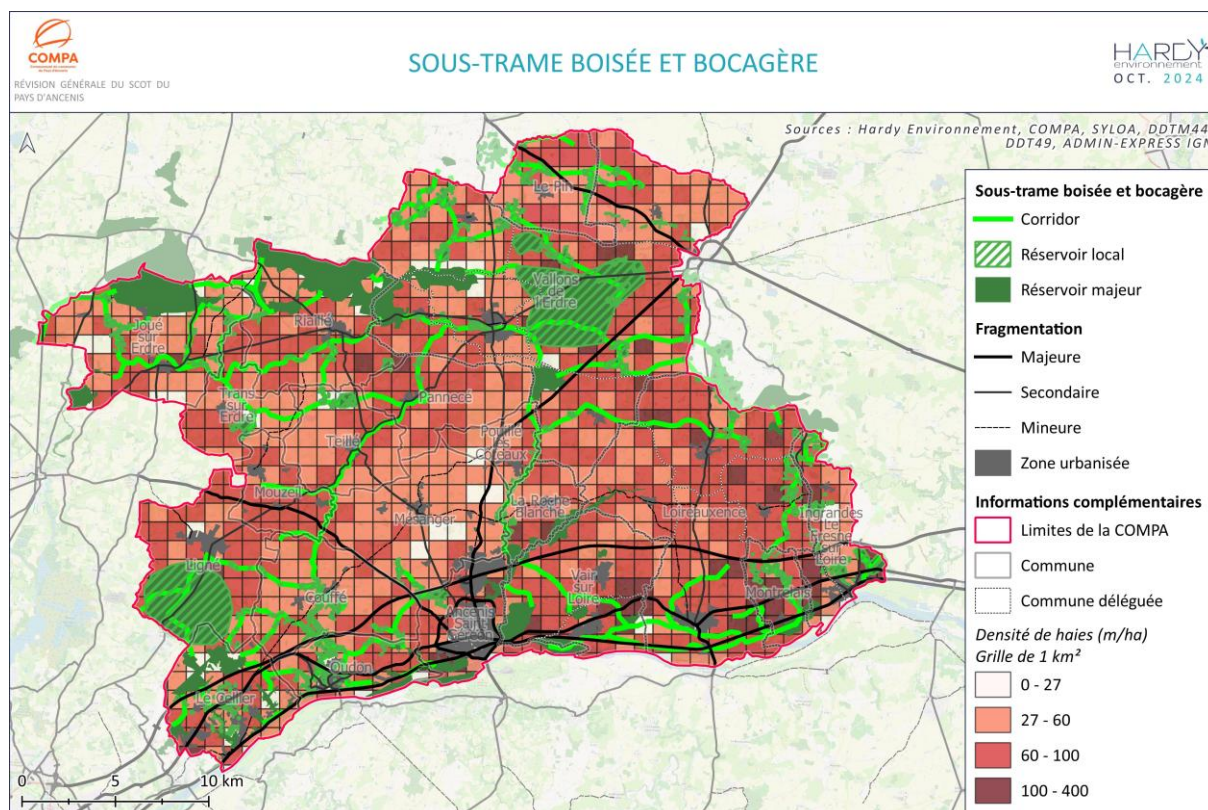 COMPA
RÉVISION GÉNÉRALE DU SCOT DU
PAYS D'ANCENIS
SOUS-TRAME BOISÉE ET BOCAGÈRE
HARDY
environnement
OCT. 2024
Sources : Hardy Environnement, COMPA, SYLOA, DDTM44
DDT49, ADMIN-EXPRESS IGN
Le Pin
Vallons
de
l'Erdre
Joué
sur
Erdre
Riaillé
Trans
sur
Erdre
Pannecé
Teillé
Pouillé
les
Coteaux
Mouzeil
Mésanger
La Roche
Blanche
Loireauxence
Ingrandes
Le
Fresne
sur
Loire
Ligné
Couffé
Vair
sur
Loire
Montrelais
Ancenis
Saint
Géréon
Oudon
Le Cellier
0 5 10 km
Sous-trame boisée et bocagère
Corridor
Réservoir local
Réservoir majeur
Fragmentation
Majeure
Secondaire
Mineure
Zone urbanisée
Informations complémentaires
Limites de la COMPA
Commune
Commune déléguée
Densité de haies (m/ha)
Grille de 1 km²
0 - 27
27 - 60
60 - 100
100 - 400